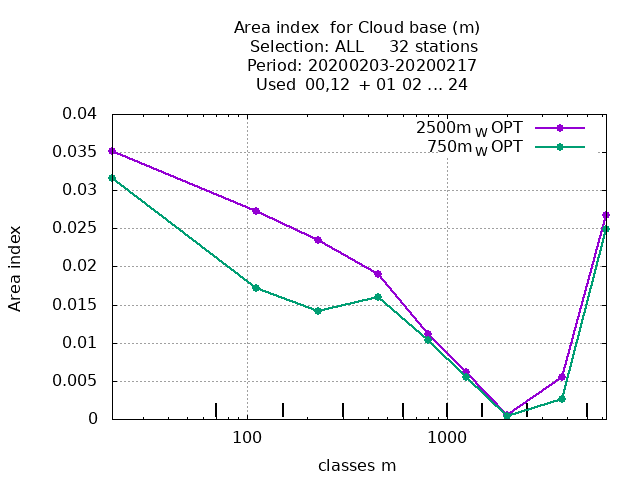 Area index  for Cloud base (m)
Selection: ALL     32 stations
Period: 20200203-20200217
Used  00,12  + 01 02 ... 24
2500m W OPT
750m W OPT
0.04
0.035
0.03
0.025
0.02
0.015
0.01
0.005
0
Area index
100
1000
classes m